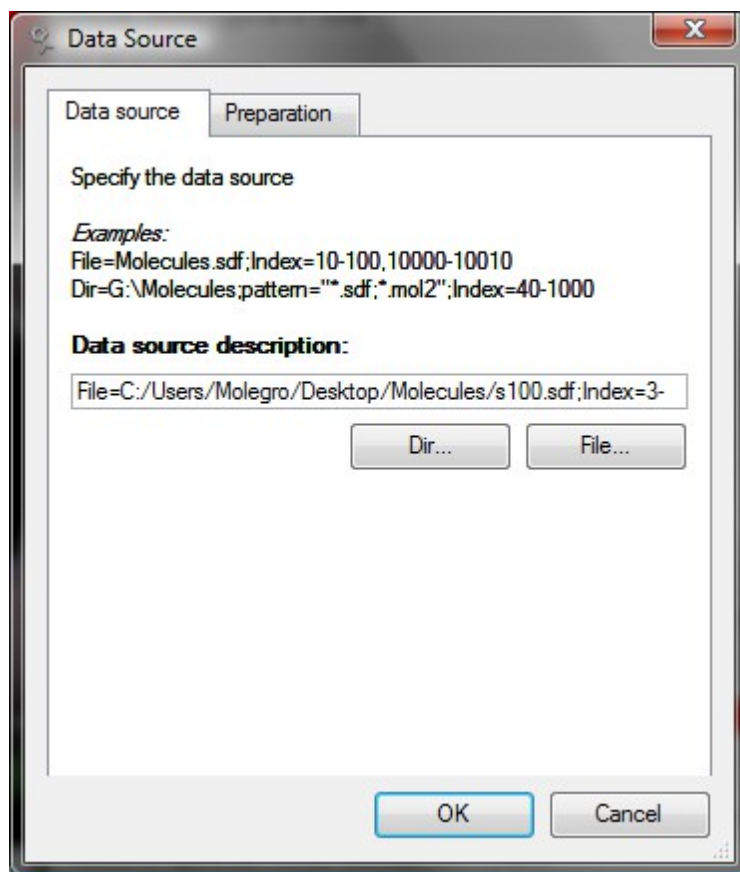 Data Source
Data source
Preparation
Specify the data source
Examples:
File=Molecules.sdf;Index=10-100,10000-10010
Dir=G:\Molecules;pattern="*.sdf;*.mol2";Index=40-1000
Data source description:
File=C:/Users/Molegro/Desktop/Molecules/s100.sdf;Index=3-
Dir...
File...
OK
Cancel